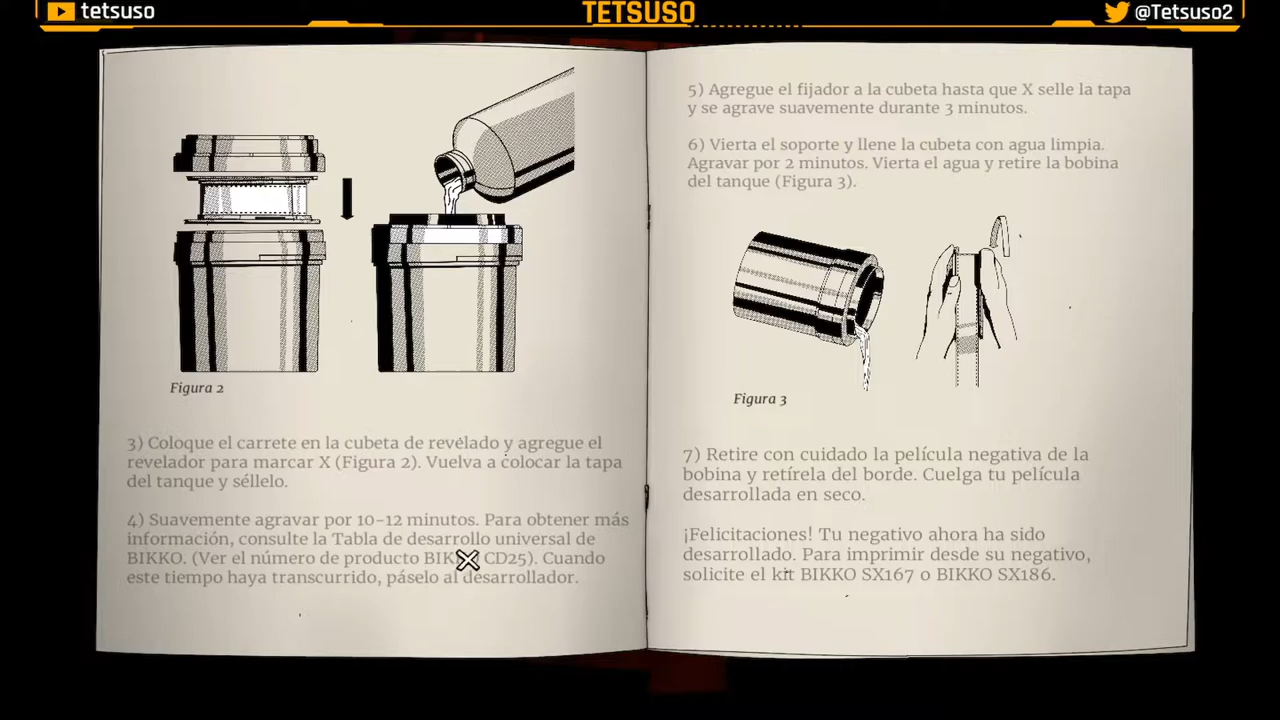 tetsuso
TETSUSO
@Tetsuso2
Figura 2
3) Coloque el carrete en la cubeta de revelado y agregue el
revelador para marcar X (Figura 2). Vuelva a colocar la tapa
del tanque y séllelo.
4) Suavemente agravar por 10-12 minutos. Para obtener más
información, consulte la Tabla de desarrollo universal de
BIKKO. (Ver el número de producto CD25). Cuando
este tiempo haya transcurrido, páselo al desarrollador.
5) Agregue el fijador a la cubeta hasta que X selle la tapa
y se agrave suavemente durante 3 minutos.
6) Vierta el soporte y llene la cubeta con agua limpia.
Agravar por 2 minutos. Vierta el agua y retire la bobina
del tanque (Figura 3).
Figura 3
7) Retire con cuidado la película negativa de la
bobina y retírela del borde. Cuelga tu película
desarrollada en seco.
¡Felicitaciones! Tu negativo ahora ha sido
desarrollado. Para imprimir desde su negativo,
solicite el kit BIKKO SX167 o BIKKO SX186.